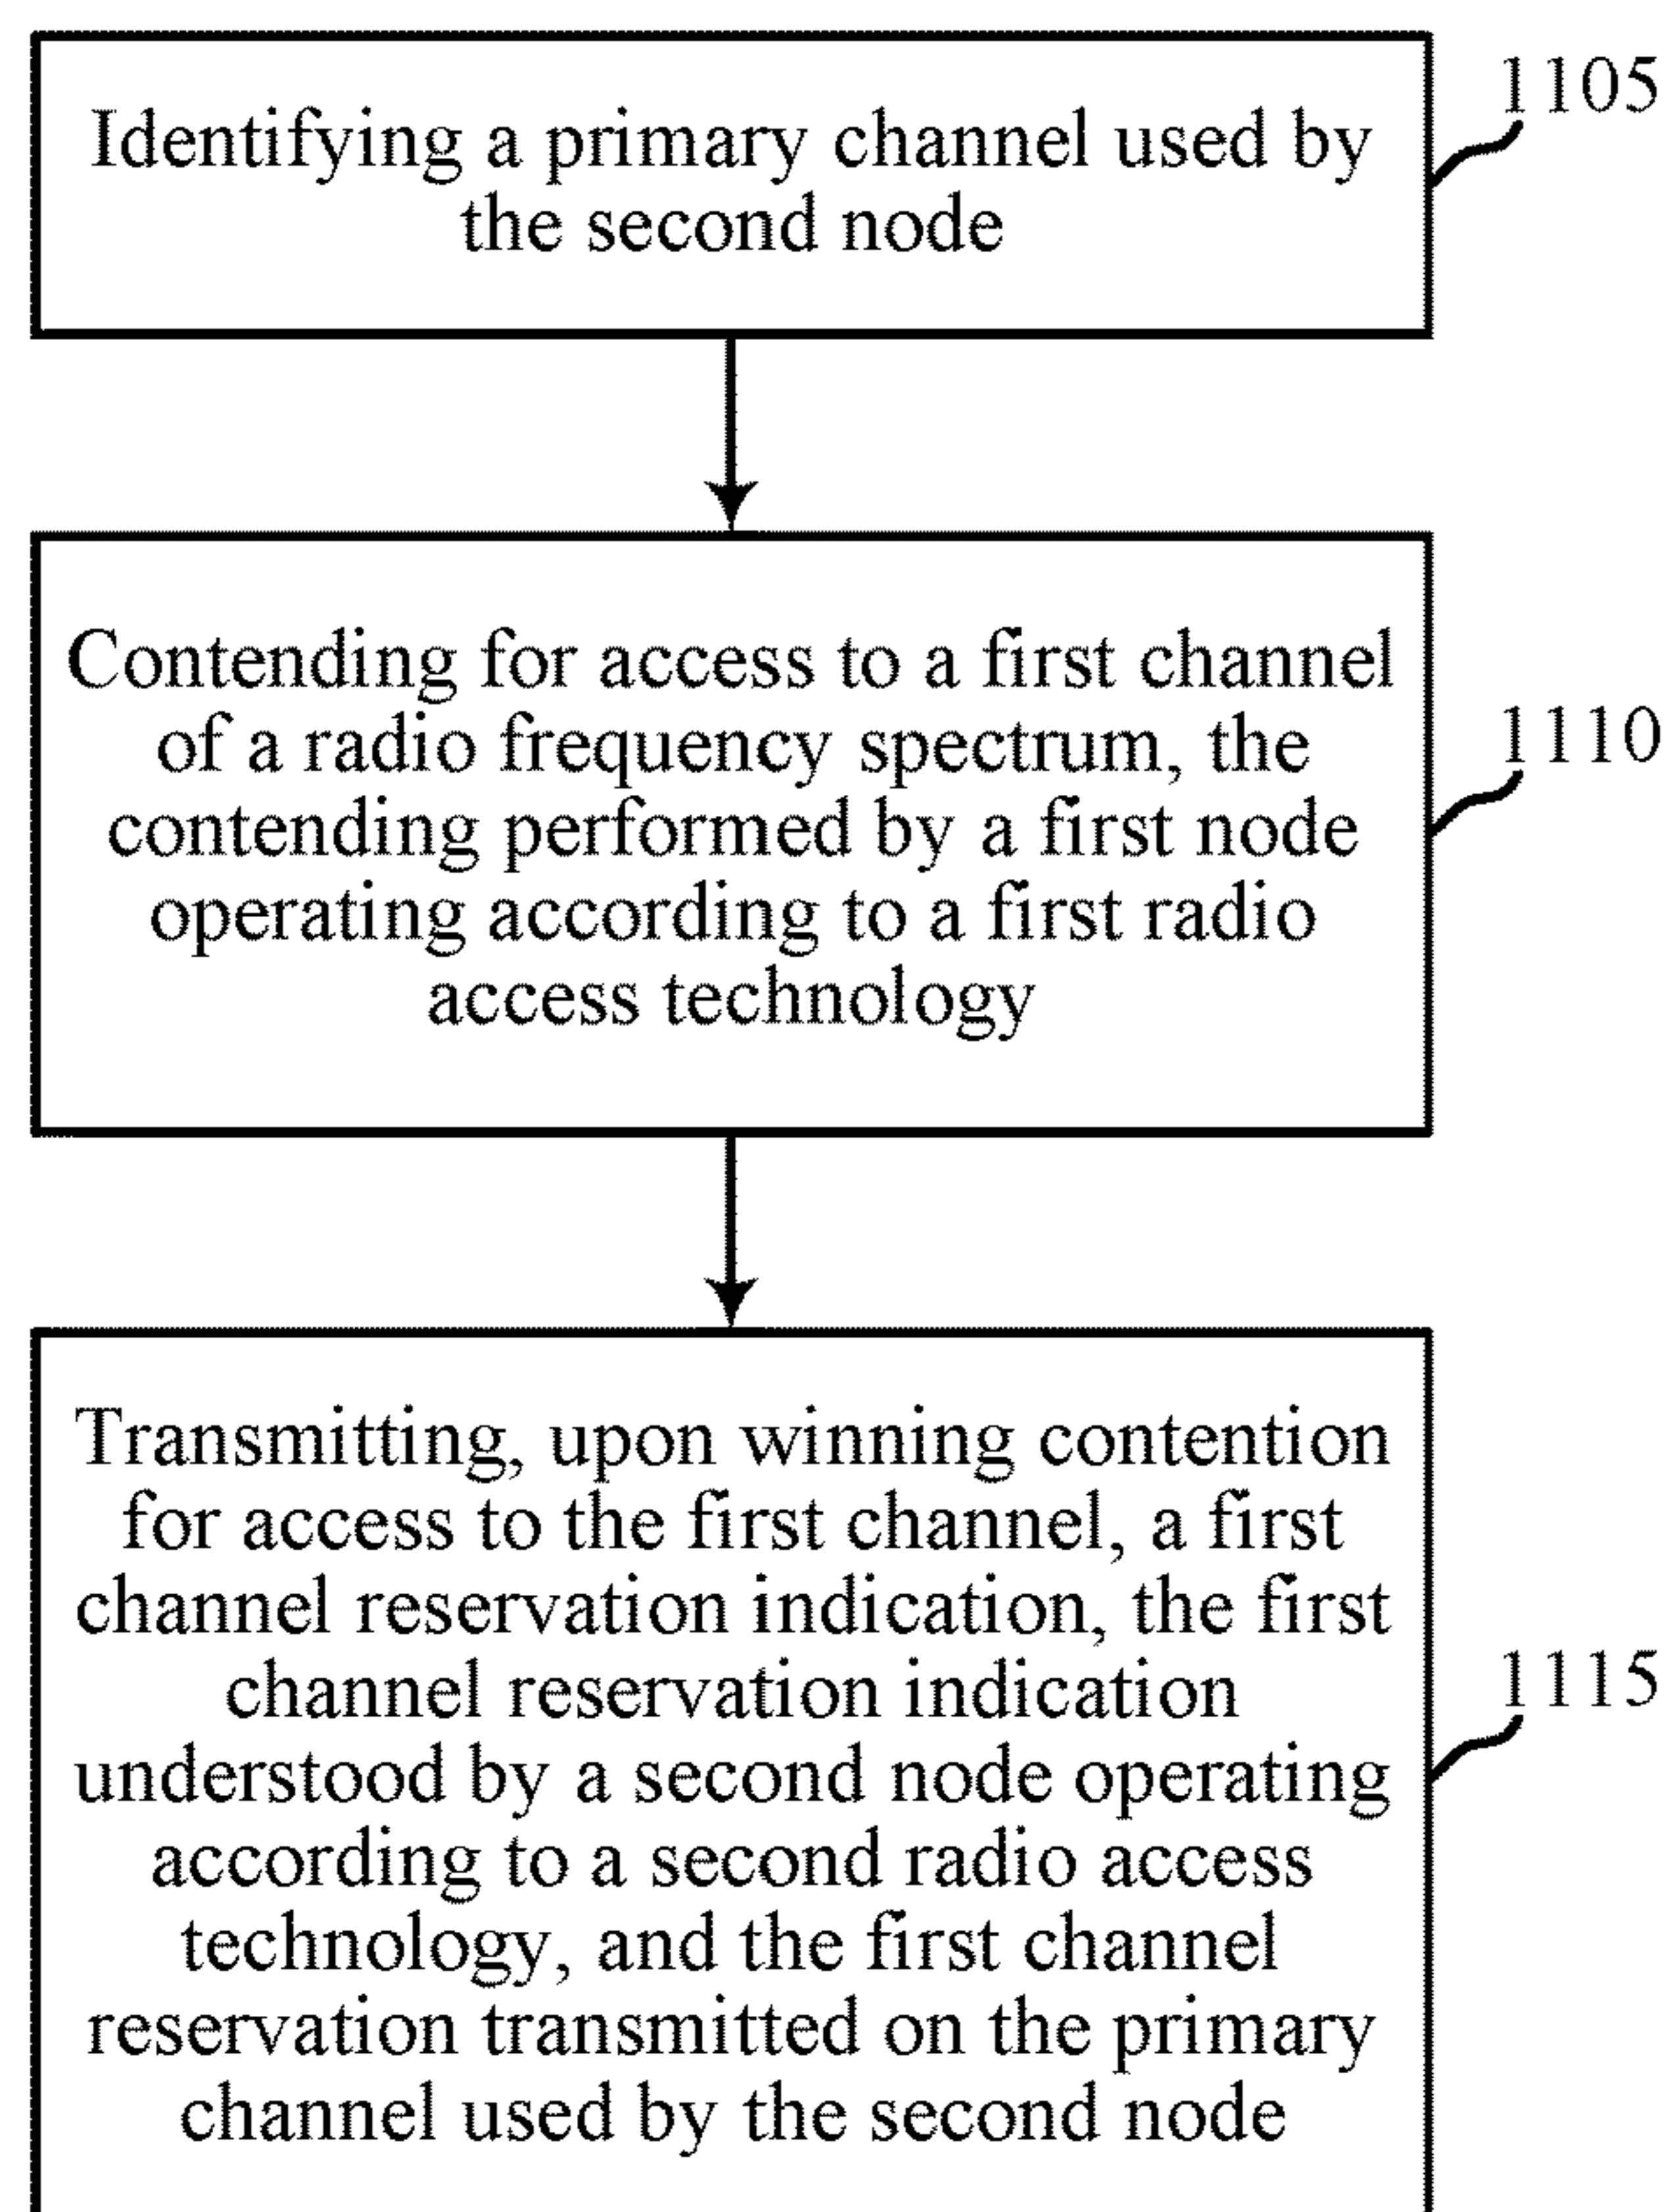 Identifying a primary channel used by
the second node
1105
Contending for access to a first channel
of a radio frequency spectrum, the
contending performed by a first node
operating according to a first radio
access technology
1110
Transmitting, upon winning contention
for access to the first channel, a first
channel reservation indication, the first
channel reservation indication
understood by a second node operating
according to a second radio access
technology, and the first channel
reservation transmitted on the primary
channel used by the second node
1115